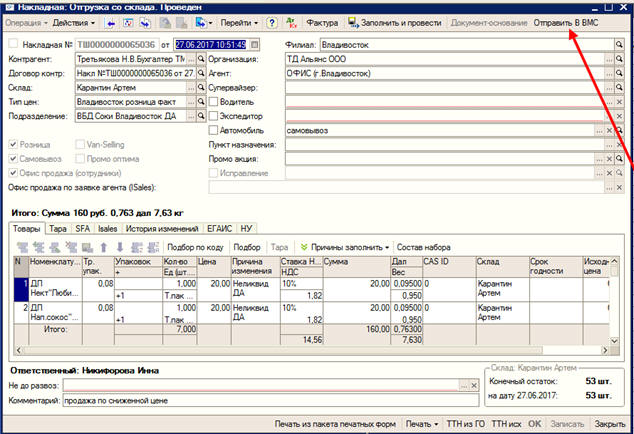 Накладная: Отгрузка со склада. Проведен
Операция Действия Перейти Дт Кт Фактура Заполнить и провести Документ-основание Отправить В ВМС
Накладная № ТШ0000000065036 от 27.06.2017 10:51:49 Филиал: Владивосток
Контрагент: Третьякова Н.В.Бухгалтер ТМ Организация: ТД Альянс ООО
Договор контр: Накл №ТШ0000000065036 от 27. Агент: ОФИС (г.Владивосток)
Склад: Карантин Артем Супервайзер:
Тип цен: Владивосток розница факт Водитель
Подразделение: ВБД Соки Владивосток ДА Экспедитор
Автомобиль самовывоз
Розница Van-Selling Пункт назначения:
Самовывоз Промо оптима Промо акция:
Офис продажа (сотрудники) Исправление
Офис продажа по заявке агента (ISales):
Итого: Сумма 160 руб. 0,763 дал 7,63 кг
Товары Тара SFA Isales История изменений ЕГАИС НУ
Подбор по коду Подбор Тара Причины заполнить Состав набора
N Номенклату... Тр. упак. Упаковок Кол-во Цена Причина изменения Ставка Н... Сумма Дал CAS ID Склад Срок годности Исходн цена
+ Ед (шт... НДС Вес
1 ДП Нект"Люби... 0,08 1,000 20,00 Неликвид ДА 10% 20,00 0,09500 0 Карантин Артем
+1 Т.пак ... 1,82 0,950
2 ДП Нап.сокос"... 0,08 1,000 20,00 Неликвид ДА 10% 20,00 0,09500 0 Карантин Артем
+1 Т.пак ... 1,82 0,950
Итого: 7,000 160,00 0,76300
14,56 7,630
Ответственный: Никифорова Инна
Склад: Карантин Артем
Не до развоз:
Конечный остаток: 53 шт.
Комментарий: продажа по сниженной цене
на дату 27.06.2017: 53 шт.
Печать из пакета печатных форм Печать ТТН из ГО ТТН исх OK Записать Закрыть